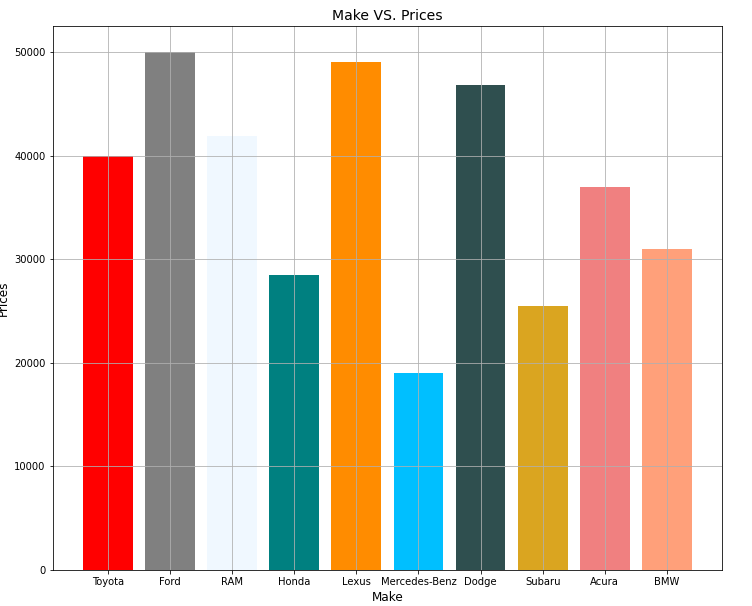 Make VS. Prices
50000
40000
30000
20000
10000
0
Prices
Toyota Ford RAM Honda Lexus Mercedes-Benz Dodge Subaru Acura BMW
Make